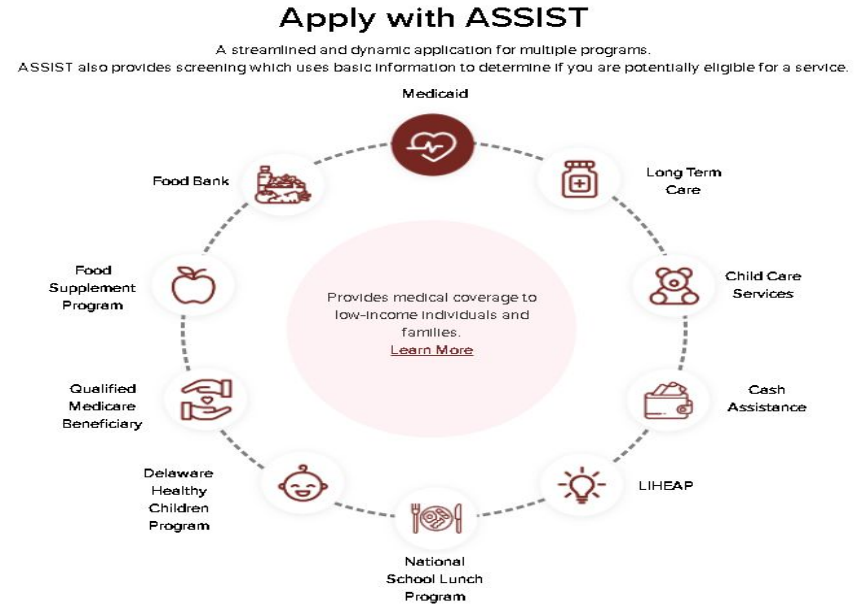 Apply with ASSIST
A streamlined and dynamic application for multiple programs.
ASSIST also provides screening which uses basic information to determine if you are potentially eligible for a service.
Medicaid
Long Term
Care
Child Care
Services
Cash
Assistance
LIHEAP
National
School Lunch
Program
Delaware
Healthy
Children
Program
Qualified
Medicare
Beneficiary
Food
Supplement
Program
Food Bank
Provides medical coverage to
low-income individuals and
families.
Learn More